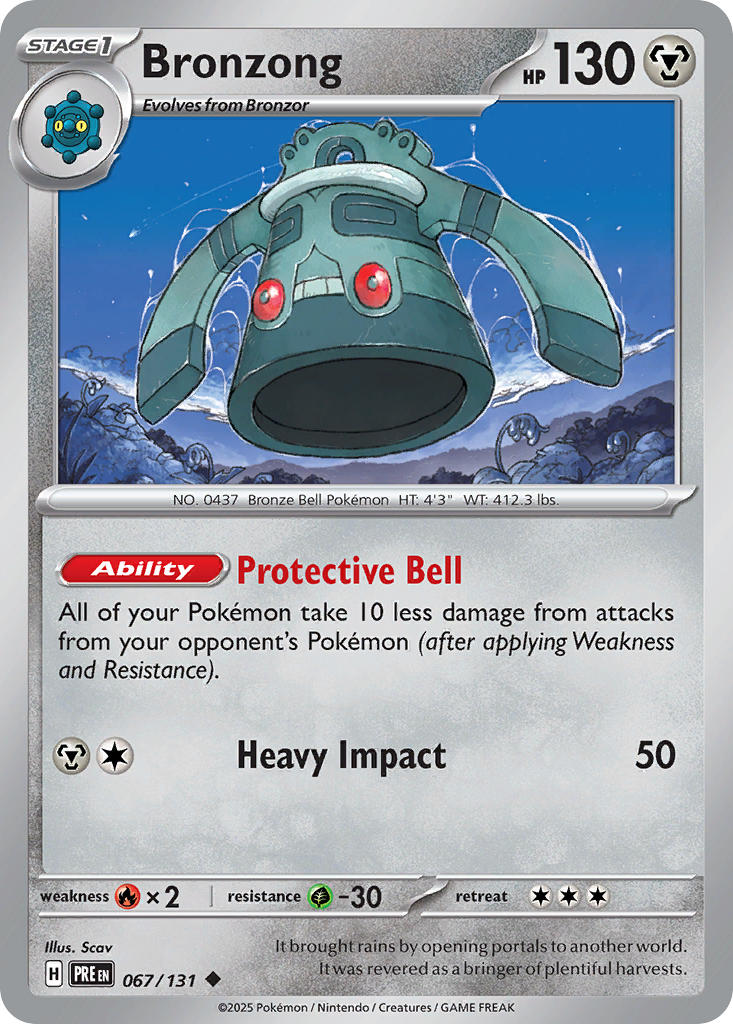 STAGE1
Bronzong
HP 130
Evolves from Bronzor
NO. 0437 Bronze Bell Pokémon HT: 4'3" WT: 412.3 lbs.
Ability Protective Bell
All of your Pokémon take 10 less damage from attacks
from your opponent's Pokémon (after applying Weakness
and Resistance).
Heavy Impact 50
weakness ×2 resistance -30 retreat
Illus. Scav
It brought rains by opening portals to another world.
It was revered as a bringer of plentiful harvests.
H PRE EN 067/131
©2025 Pokémon / Nintendo / Creatures / GAME FREAK